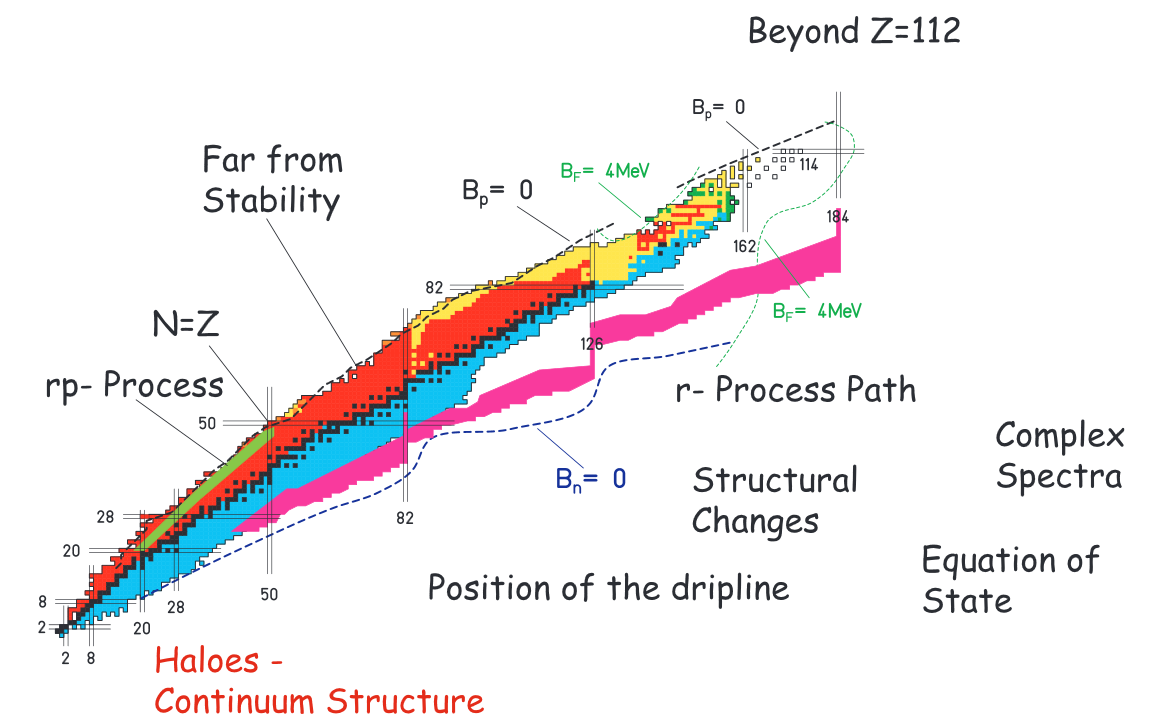 Beyond Z=112
Bp= 0
114
Far from
Stability
BF= 4MeV
Bp= 0
184
162
82
N=Z
BF= 4MeV
126
rp- Process
r- Process Path
50
Complex
Spectra
Bn= 0
Structural
Changes
28
82
20
Equation of
State
Position of the dripline
50
8
28
2
20
2
8
Haloes -
Continuum Structure